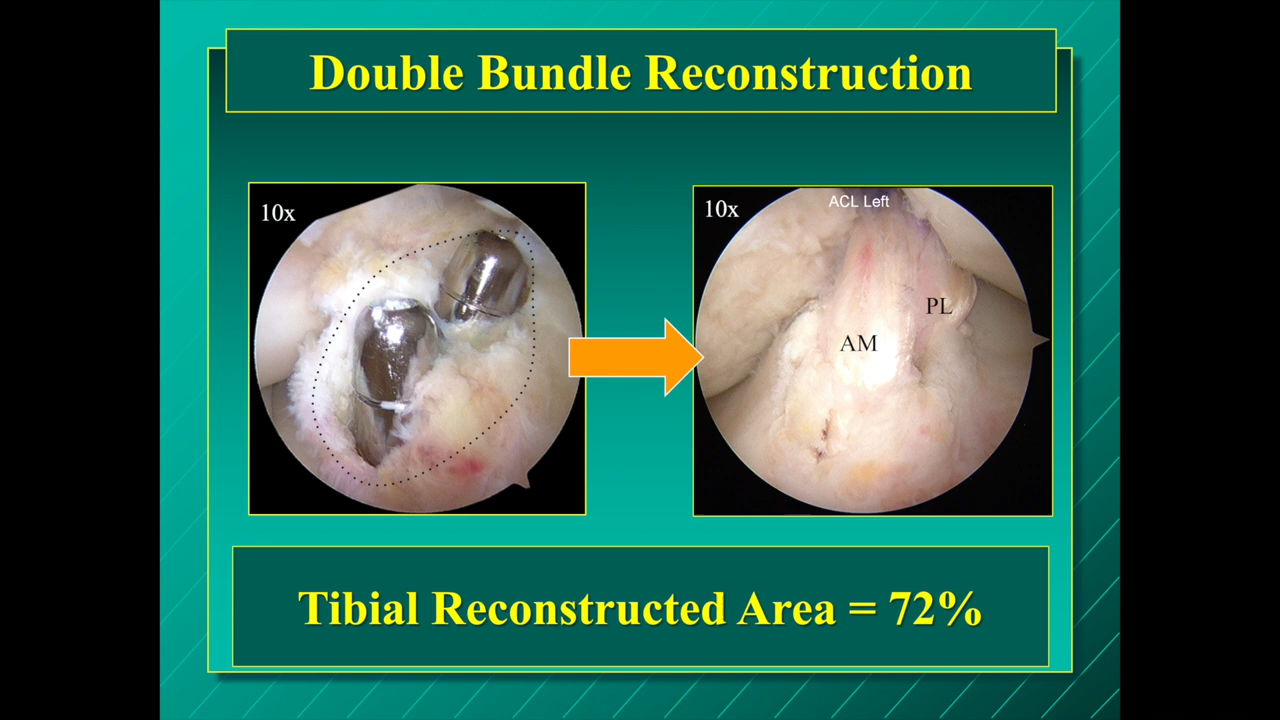 Double Bundle Reconstruction
10x
10x
ACL Left
PL
AM
Tibial Reconstructed Area = 72%